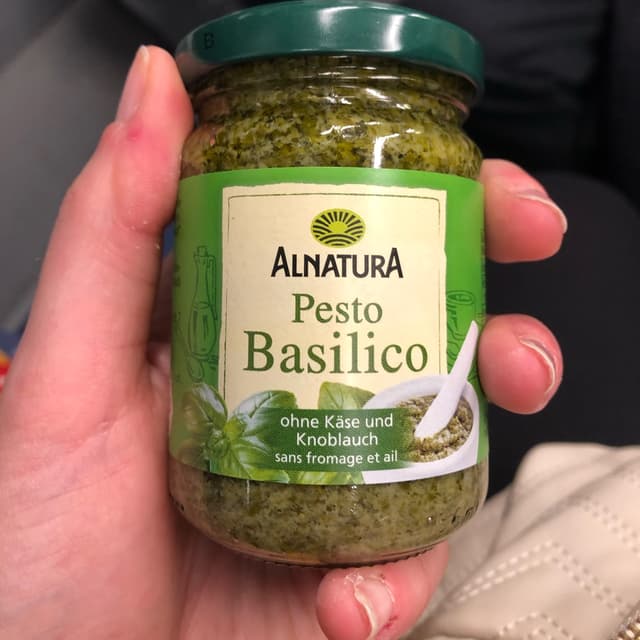 B
ALNATURA
Pesto
Basilico
ohne Käse und
Knoblauch
sans fromage et ail